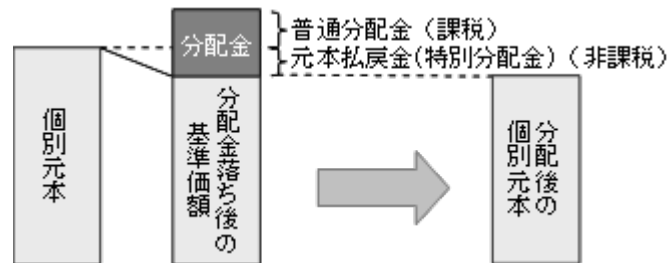 分配金
普通分配金（課税）
元本払戻金(特別分配金)（非課税）
個別元本
分配金落ち後の
基準価額
分配後の
個別元本